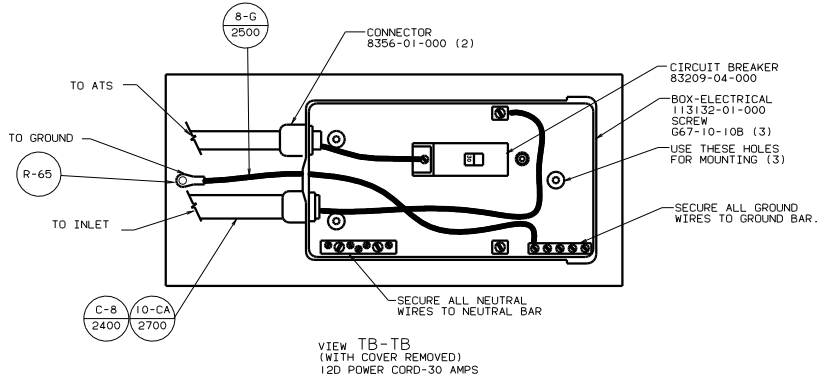 8-G
2500
CONNECTOR
8356-01-000 (2)
CIRCUIT BREAKER
83209-04-000
TO ATS
BOX-ELECTRICAL
113132-01-000
SCREW
G67-10-10B (3)
TO GROUND
USE THESE HOLES
FOR MOUNTING (3)
R-65
30
TO INLET
SECURE ALL GROUND
WIRES TO GROUND BAR.
C-8
2400
10-CA
2700
SECURE ALL NEUTRAL
WIRES TO NEUTRAL BAR
VIEW TB-TB
(WITH COVER REMOVED)
12D POWER CORD-30 AMPS